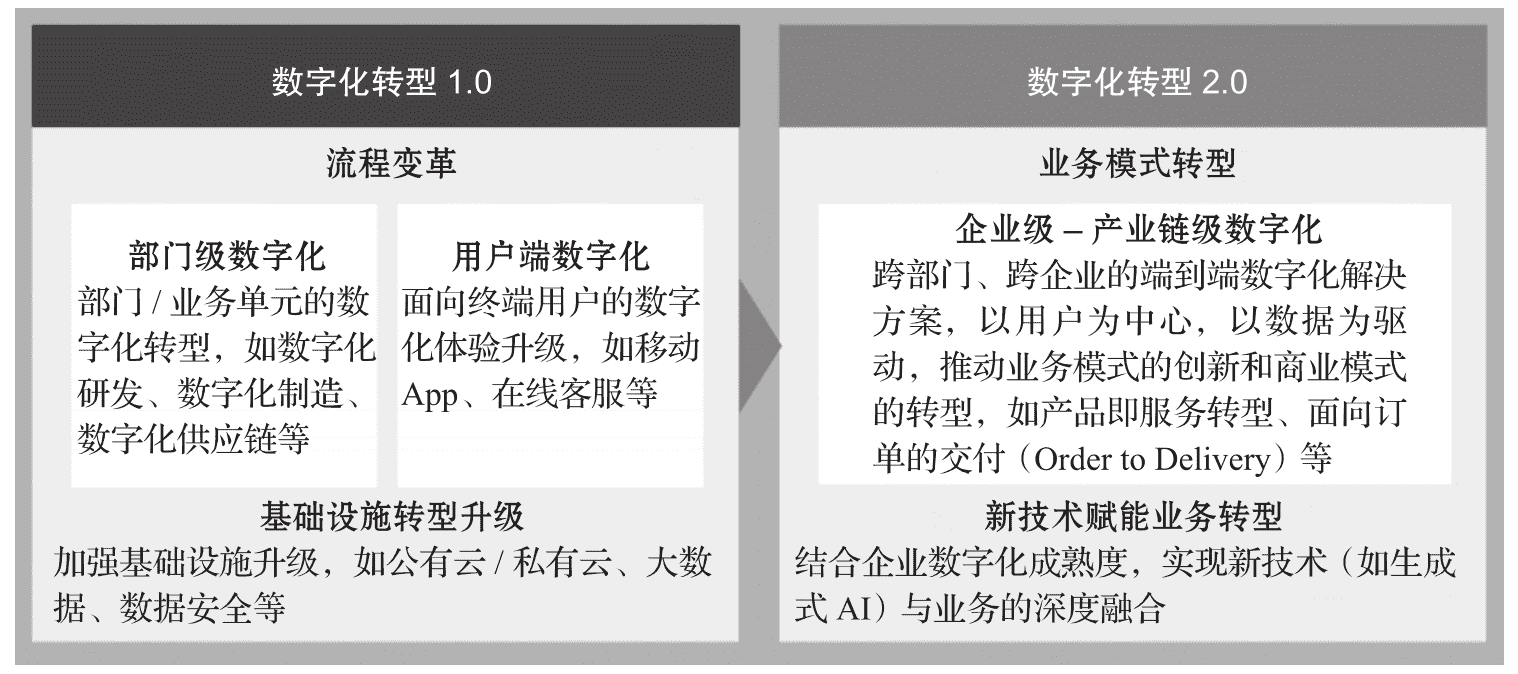 数字化转型 1.0
流程变革
部门级数字化
部门 / 业务单元的数
字化转型，如数字化
研发、数字化制造、
数字化供应链等
用户端数字化
面向终端用户的数字
化体验升级，如移动
App、在线客服等
基础设施转型升级
加强基础设施升级，如公有云 / 私有云、大数
据、数据安全等
数字化转型 2.0
业务模式转型
企业级 – 产业链级数字化
跨部门、跨企业的端到端数字化解决
方案，以用户为中心，以数据为驱
动，推动业务模式的创新和商业模式
的转型，如产品即服务转型、面向订
单的交付（Order to Delivery）等
新技术赋能业务转型
结合企业数字化成熟度，实现新技术（如生成
式 AI）与业务的深度融合